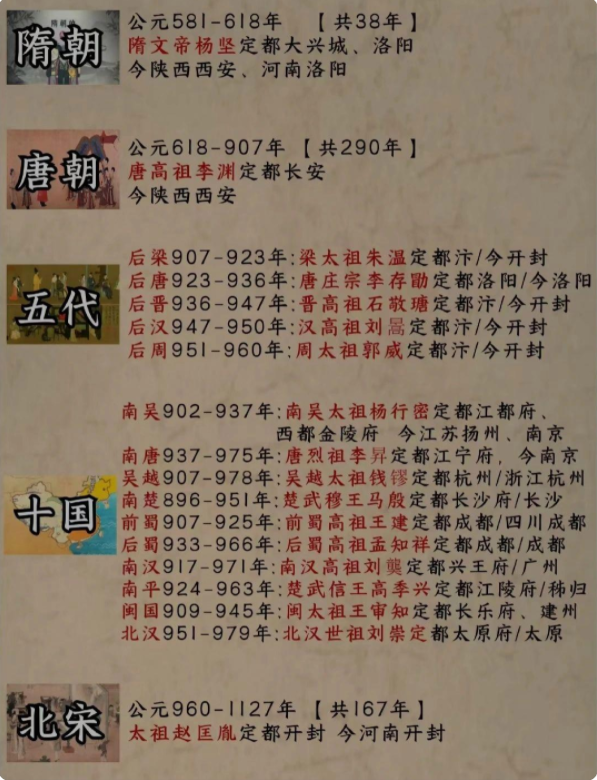 隋朝
公元581-618年 【共38年】
隋文帝杨坚定都大兴城、洛阳
今陕西西安、河南洛阳
唐朝
公元618-907年 【共290年】
唐高祖李渊定都长安
今陕西西安
五代
后梁907-923年:梁太祖朱温定都汴/今开封
后唐923-936年:唐庄宗李存勖定都洛阳/今洛阳
后晋936-947年:晋高祖石敬瑭定都汴/今开封
后汉947-950年:汉高祖刘暠定都汴/今开封
后周951-960年:周太祖郭威定都汴/今开封
十国
南吴902-937年:南吴太祖杨行密定都江都府、
西都金陵府 今江苏扬州、南京
南唐937-975年:唐烈祖李昪定都江宁府,今南京
吴越907-978年:吴越太祖钱镠定都杭州/浙江杭州
南楚896-951年:楚武穆王马殷定都长沙府/长沙
前蜀907-925年:前蜀高祖王建定都成都/四川成都
后蜀933-966年:后蜀高祖孟知祥定都成都/成都
南汉917-971年:南汉高祖刘龑定都兴王府/广州
南平924-963年:楚武信王高季兴定都江陵府/秭归
闽国909-945年:闽太祖王审知定都长乐府、建州
北汉951-979年:北汉世祖刘崇定都太原府/太原
北宋
公元960-1127年 【共167年】
太祖赵匡胤定都开封 今河南开封